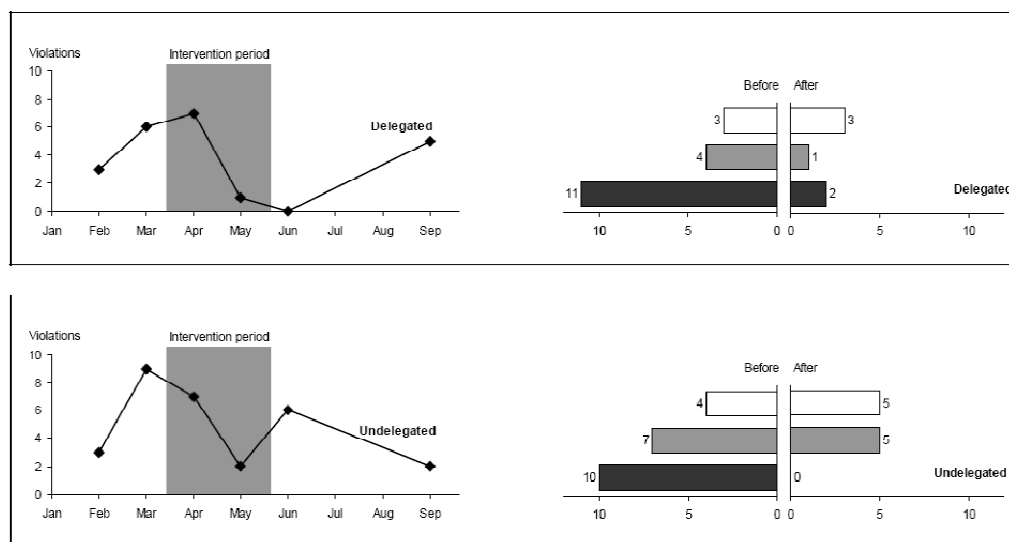 Violations Intervention period
10
8
6
4
2
0
Delegated
Jan Feb Mar Apr May Jun Jul Aug Sep
Before After
3 3
4 1
11 2
Delegated
10 5 0 0 5 10
Violations Intervention period
10
8
6
4
2
0
Undelegated
Jan Feb Mar Apr May Jun Jul Aug Sep
Before After
4 5
7 5
10 0
Undelegated
10 5 0 0 5 10